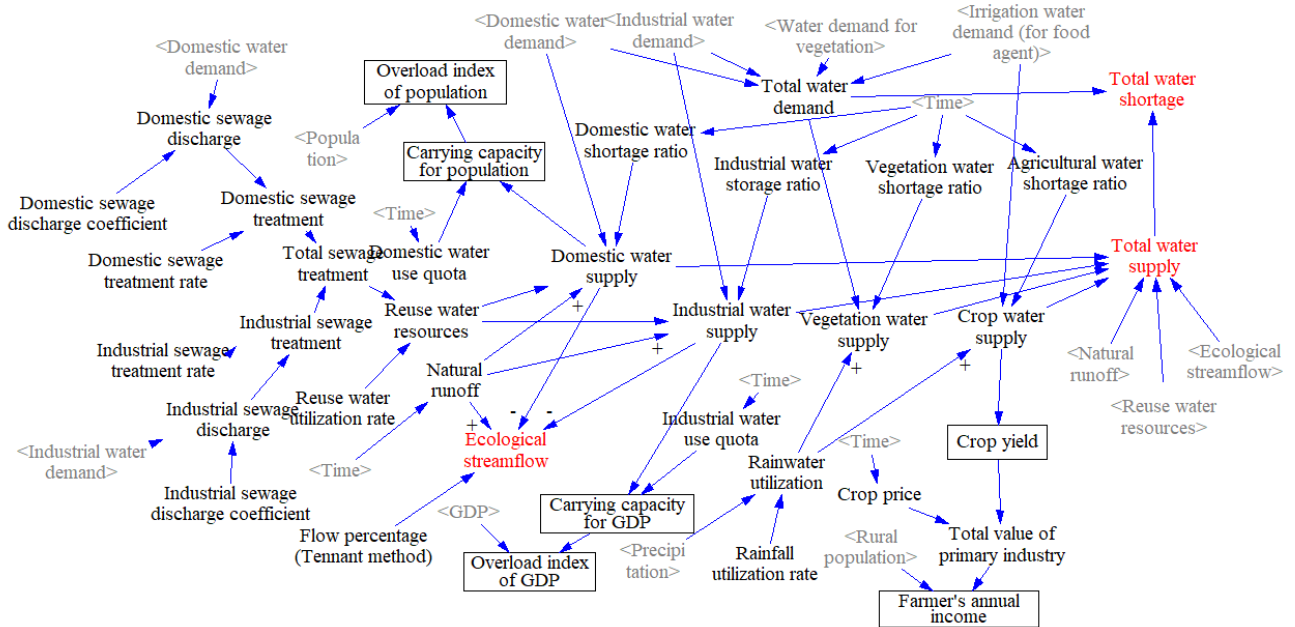 <Domestic water
demand>
<Industrial water
demand>
<Water demand for
vegetation>
<Irrigation water
demand (for food
agent)>
<Domestic water
demand>
Overload index
of population
Total water
demand
Total water
shortage
<Time>
Domestic sewage
discharge
<Popula
tion>
Domestic water
shortage ratio
Carrying capacity
for population
Industrial water
storage ratio
Vegetation water
shortage ratio
Agricultural water
shortage ratio
Domestic sewage
discharge coefficient
Domestic sewage
treatment
<Time>
Domestic sewage
treatment rate
Total sewage
treatment
Domestic water
use quota
Domestic water
supply
Total water
supply
+
Reuse water
resources
Industrial sewage
treatment
Industrial water
supply
+
Vegetation water
supply
+
Crop water
supply
+
Industrial sewage
treatment rate
Natural
runoff
+
<Natural
runoff>
<Ecological
streamflow>
<Time>
Reuse water
utilization rate
Industrial sewage
discharge
-
-
Industrial water
use quota
<Reuse water
resources>
<Industrial water
demand>
Ecological
streamflow
<Time>
Crop yield
<Time>
Rainwater
utilization
Industrial sewage
discharge coefficient
Crop price
<GDP>
Carrying capacity
for GDP
Flow percentage
(Tennant method)
<Precipi
tation>
Rainfall
utilization rate
<Rural
population>
Total value of
primary industry
Overload index
of GDP
Farmer's annual
income